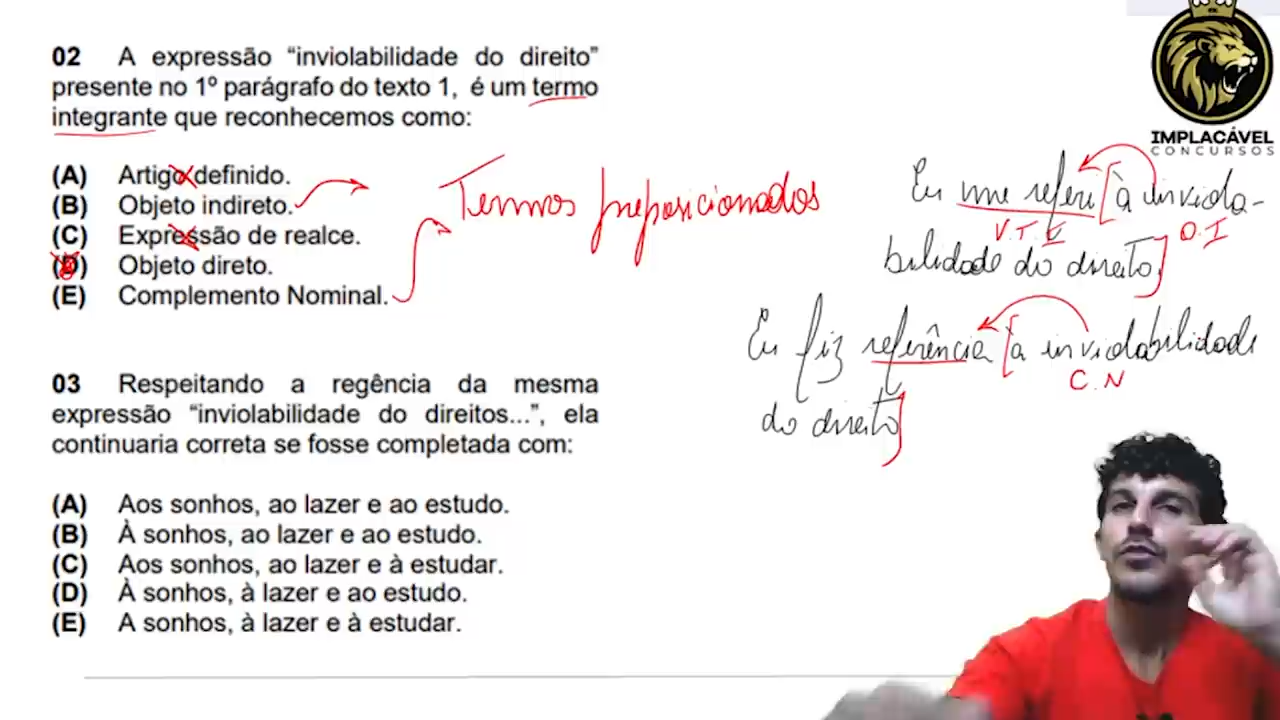 02 A expressão “inviolabilidade do direito”
presente no 1º parágrafo do texto 1, é um termo
integrante que reconhecemos como:
(A) Artigo definido.
(B) Objeto indireto.
(C) Expressão de realce.
(D) Objeto direto.
(E) Complemento Nominal.
03 Respeitando a regência da mesma
expressão “inviolabilidade do direitos...”, ela
continuaria correta se fosse completada com:
(A) Aos sonhos, ao lazer e ao estudo.
(B) À sonhos, ao lazer e ao estudo.
(C) Aos sonhos, ao lazer e à estudar.
(D) À sonhos, à lazer e ao estudo.
(E) A sonhos, à lazer e à estudar.
Termos preposicionados
IMPLACÁVEL
CONCURSOS
Eu me referi [à inviola-
V.T.I O.I
bilidade do direito.]
Eu fiz referência [à inviolabilidade
C.N
do direito]